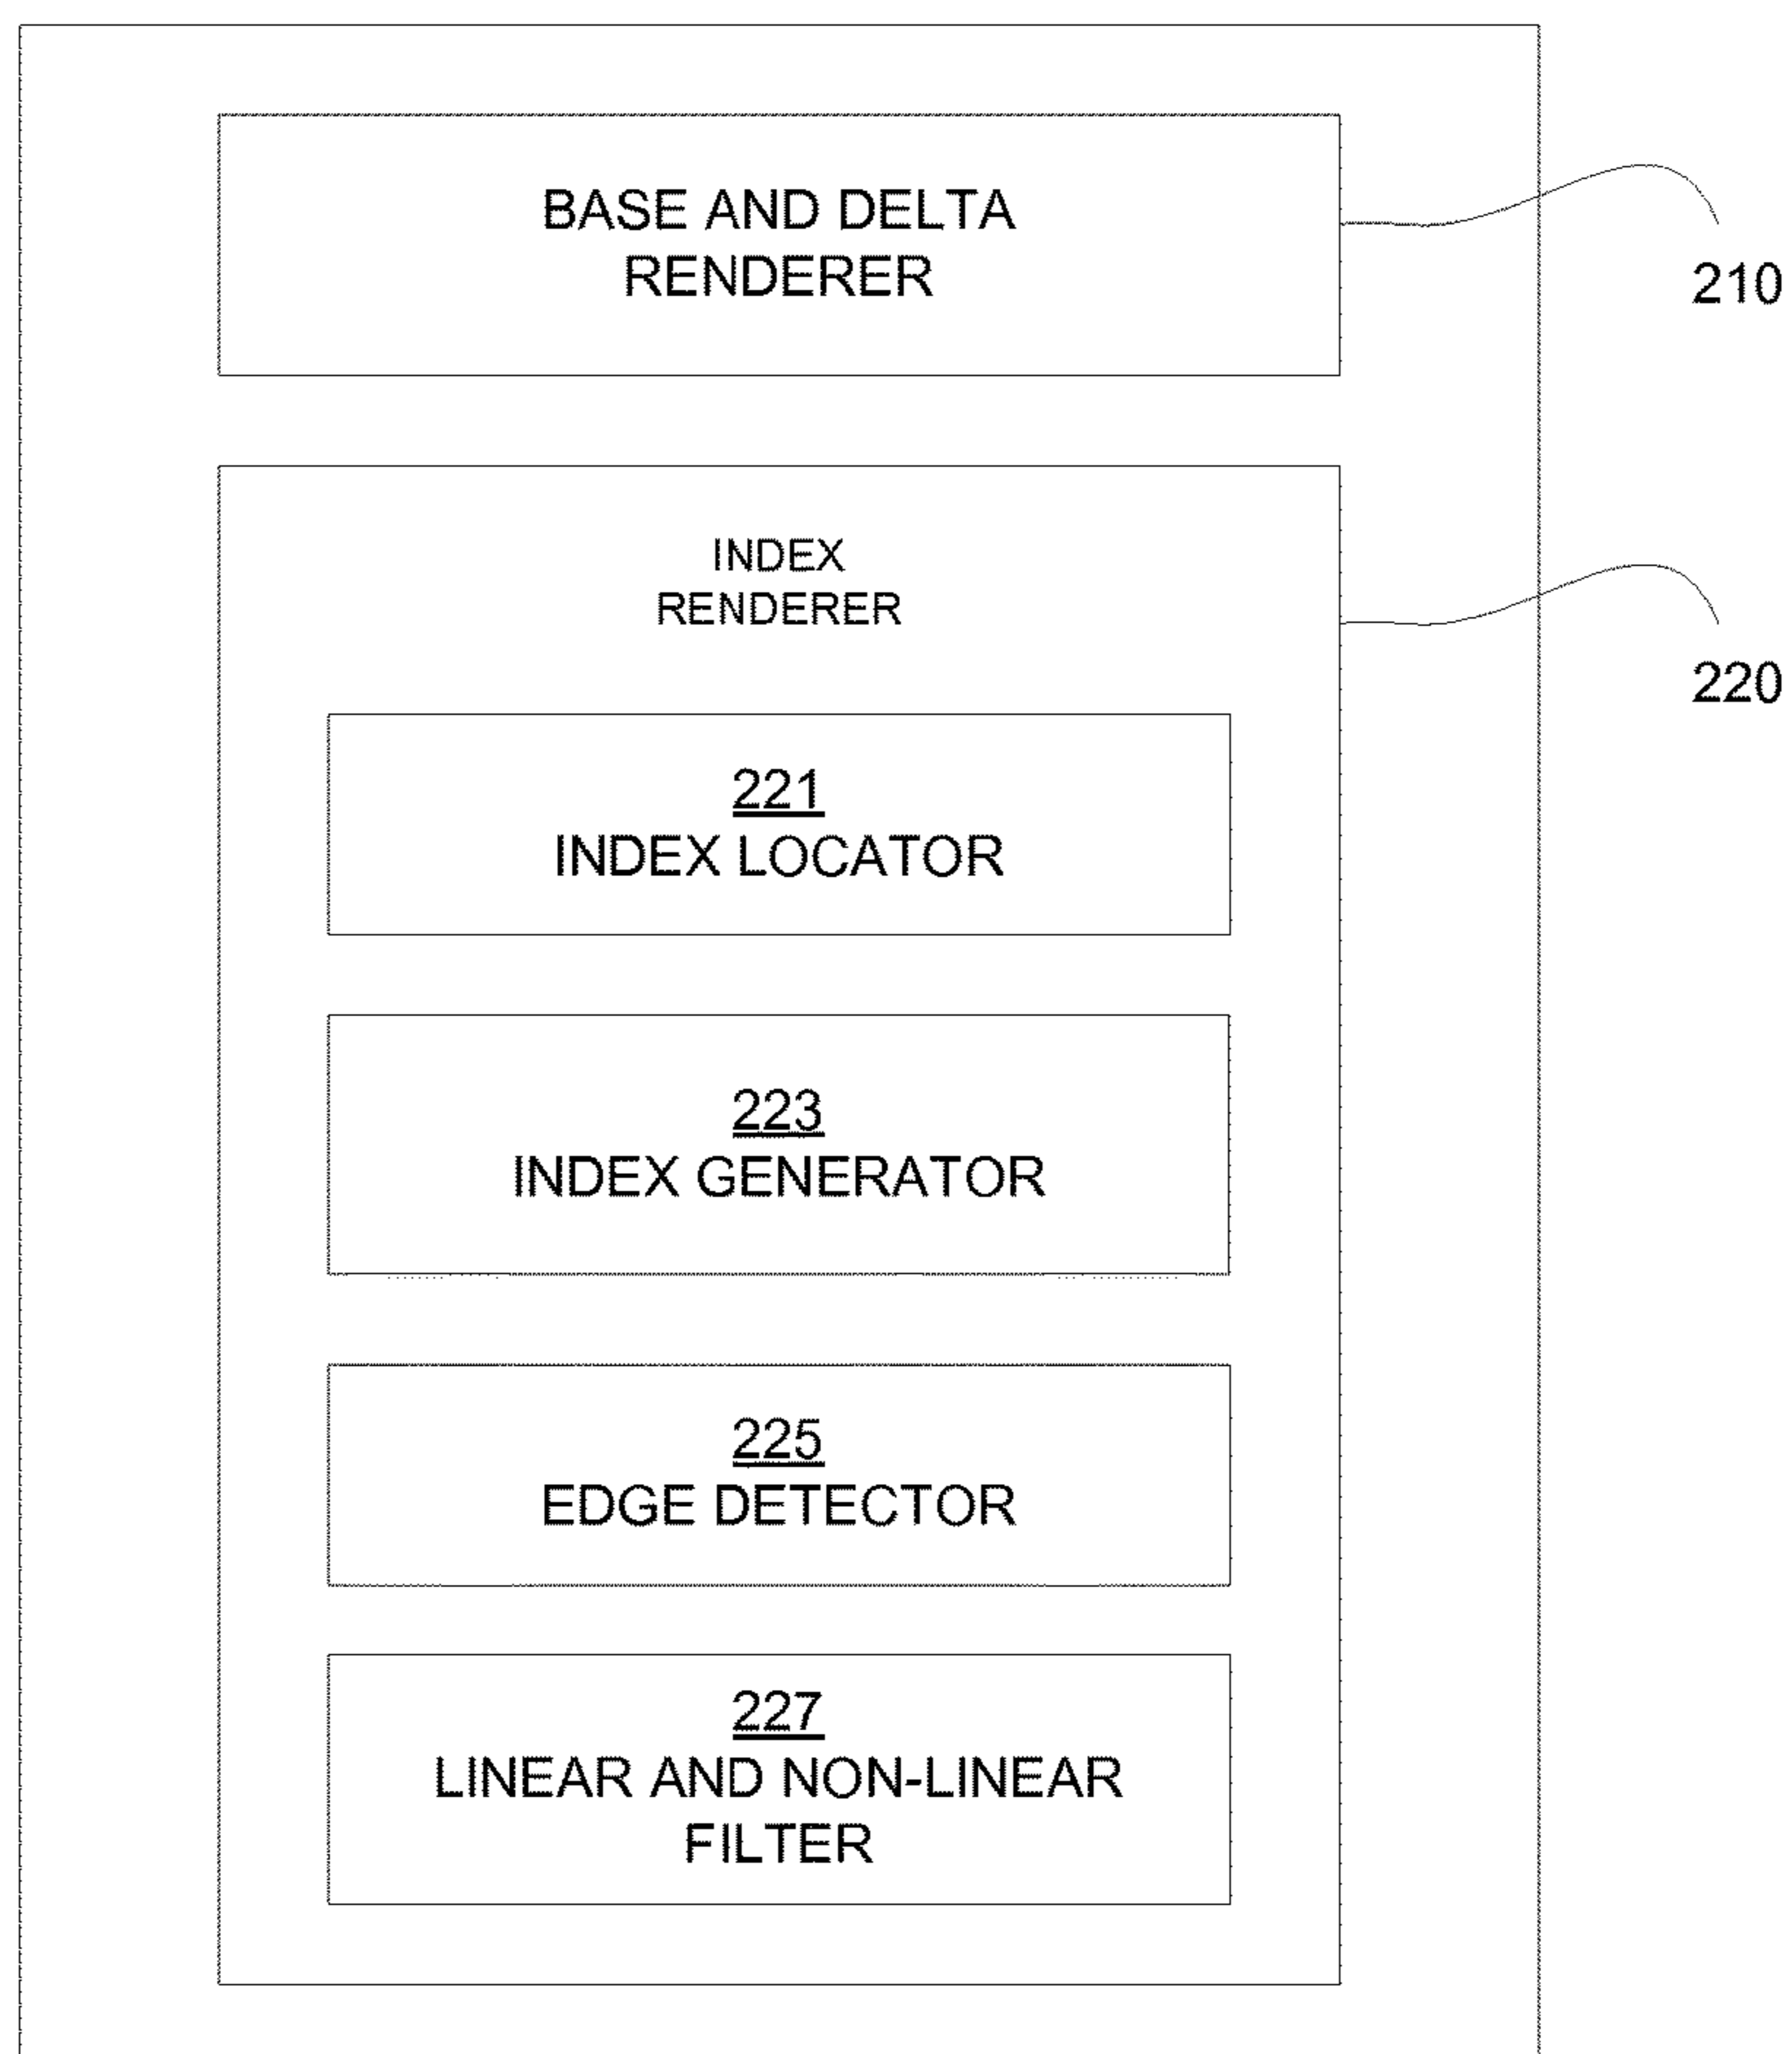 BASE AND DELTA
RENDERER
210
INDEX
RENDERER
220
221
INDEX LOCATOR
223
INDEX GENERATOR
225
EDGE DETECTOR
227
LINEAR AND NON-LINEAR
FILTER